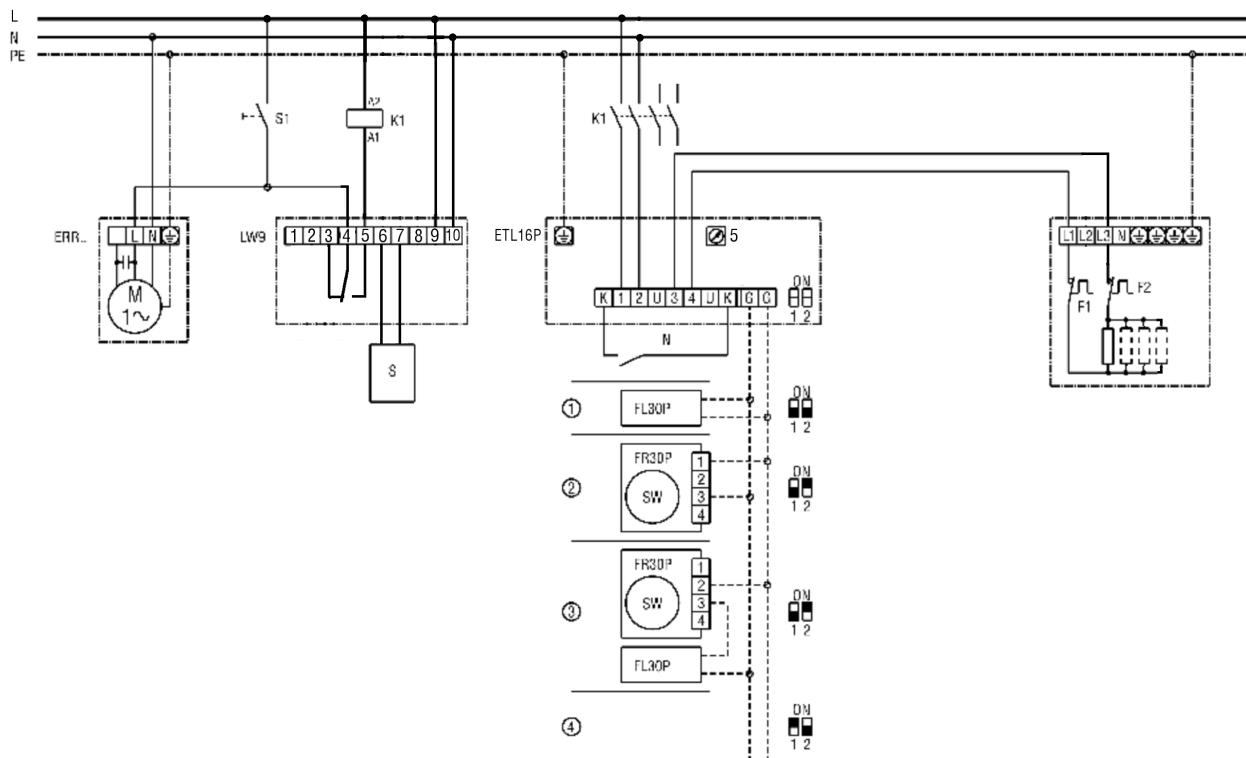 L
N
PE
S1
A2
K1
A1
K1
ERR..
L N
M
1~
LW9
1 2 3 4 5 6 7 8 9 10
S
ETL16P
5
ON
1 2
K 1 2 U 3 4 U K G G
N
L1 L2 L3 N
F1
F2
1
FL30P
ON
1 2
2
FR30P
SW
1
2
3
4
ON
1 2
3
FR30P
SW
1
2
3
4
FL30P
ON
1 2
4
ON
1 2